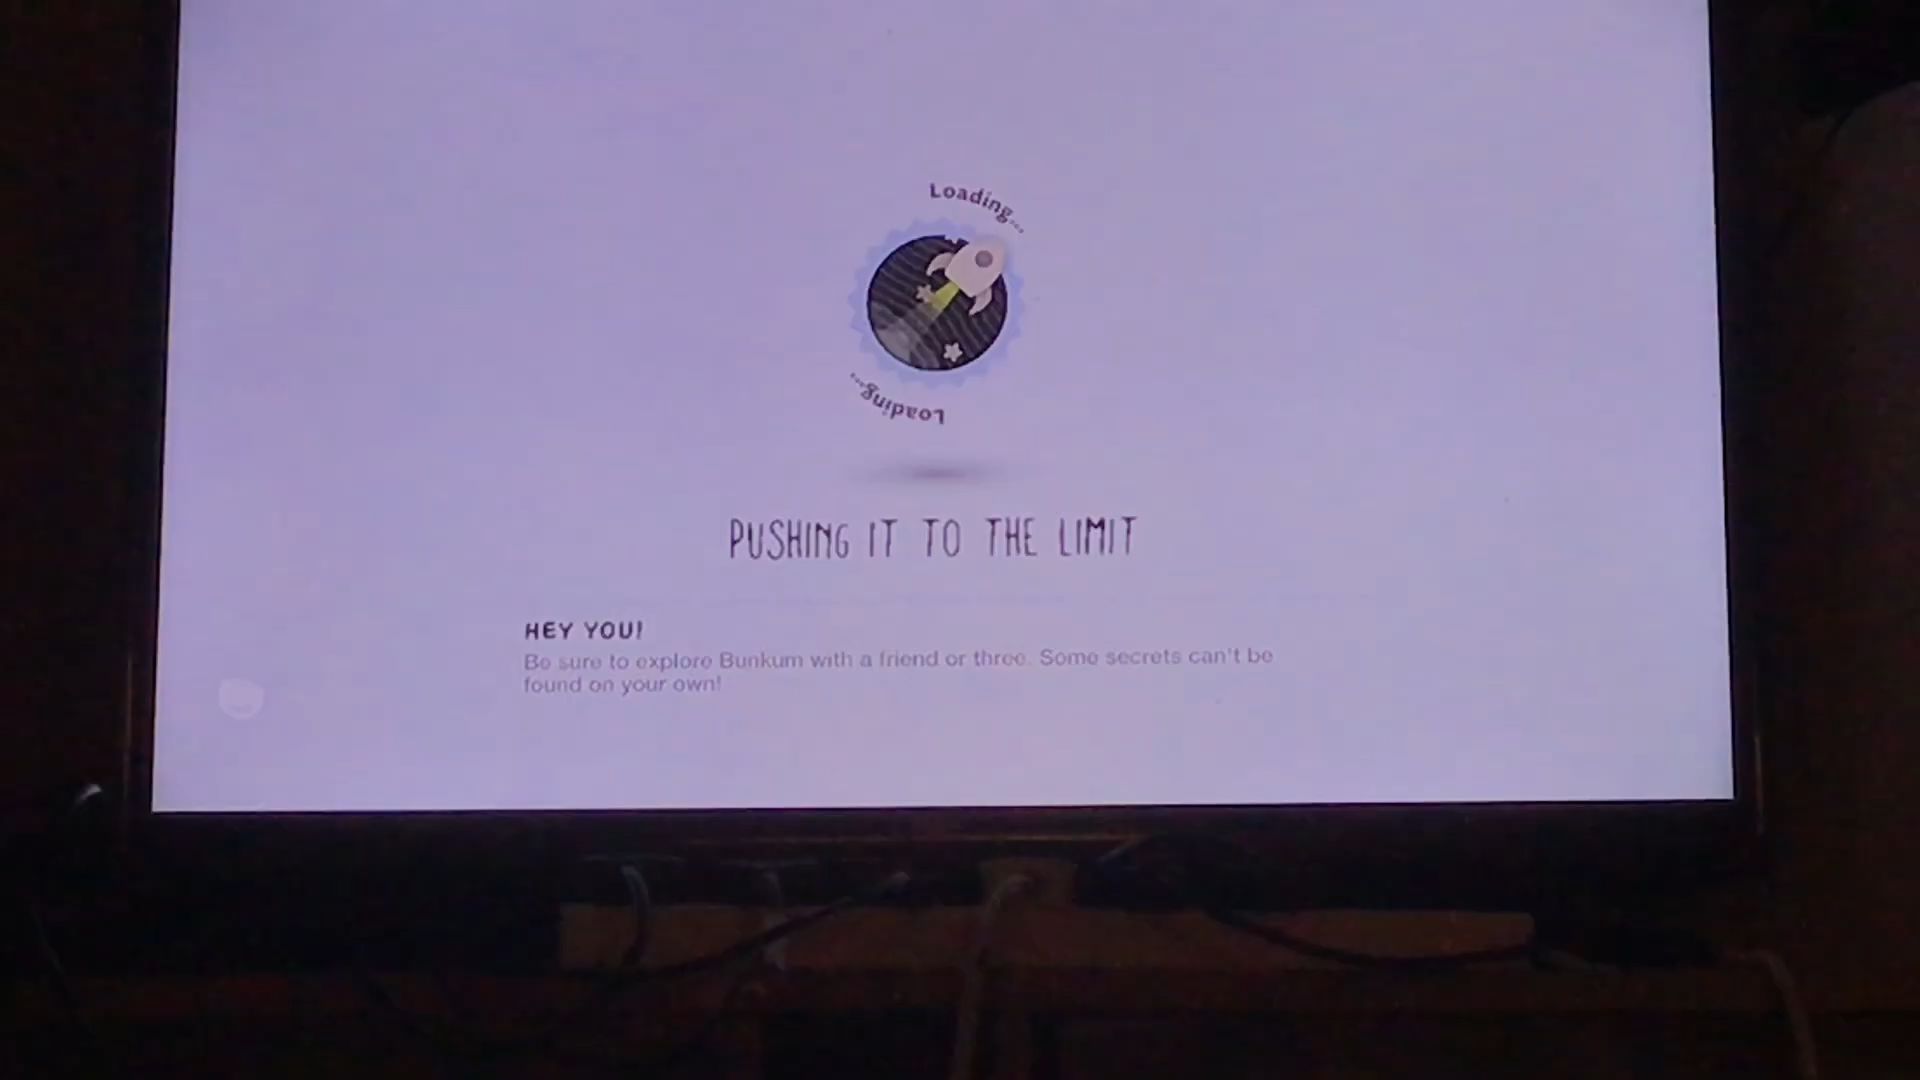 Loading...
Loading...
PUSHING IT TO THE LIMIT
HEY YOU!
Be sure to explore Bunkum with a friend or three. Some secrets can't be
found on your own!